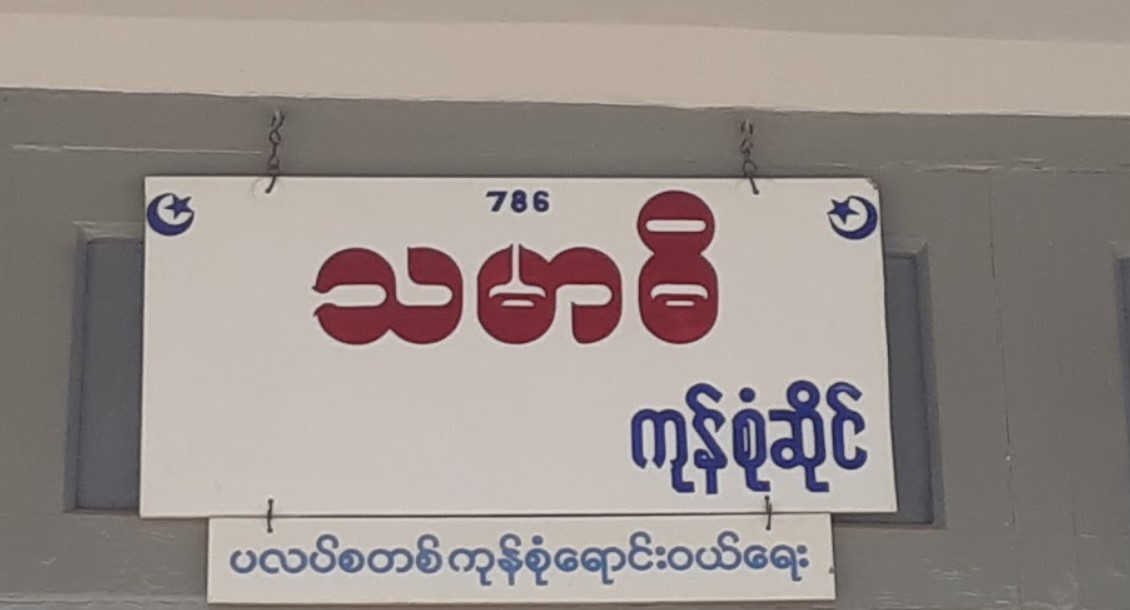 786
သမာဓိ
ကုန်စုံဆိုင်
ပလပ်စတစ်ကုန်စုံရောင်းဝယ်ရေး